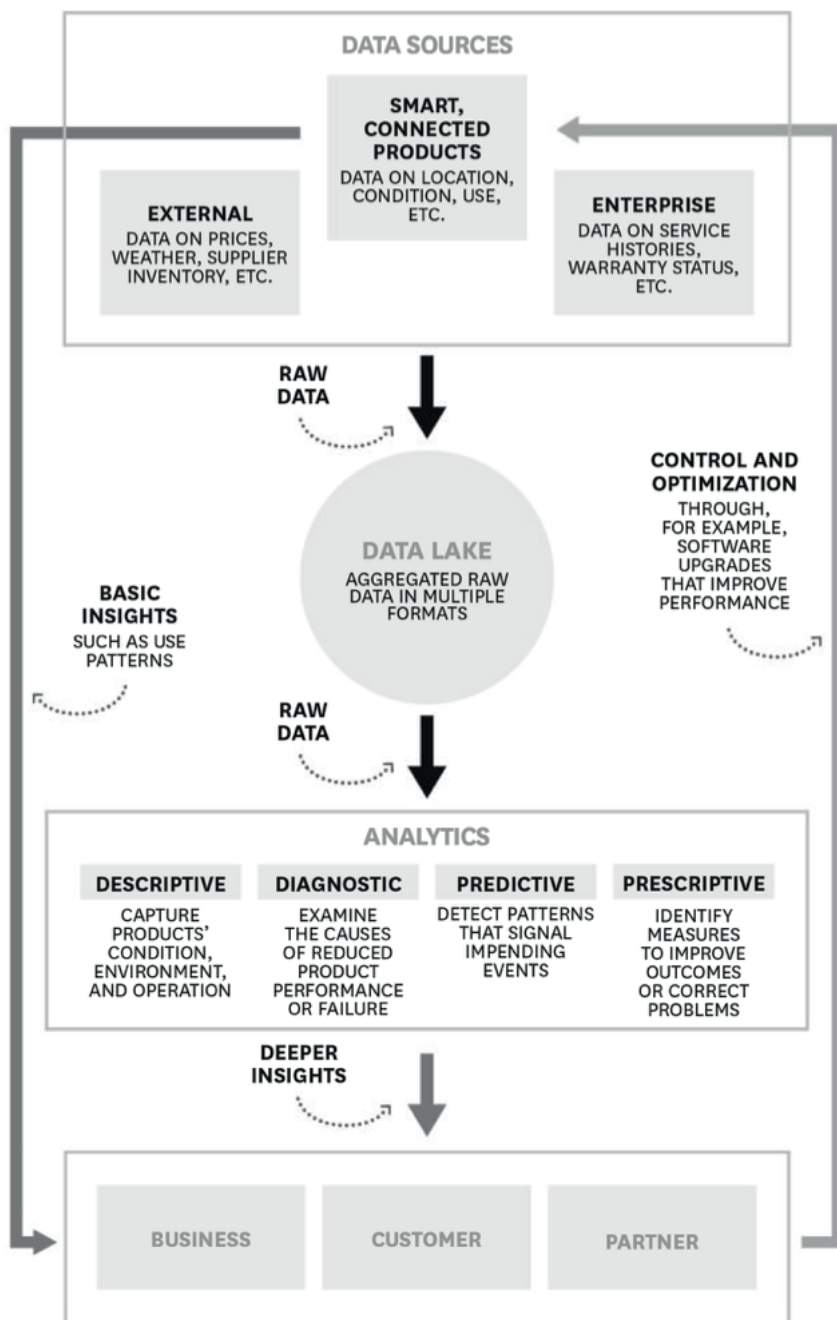 DATA SOURCES
SMART,
CONNECTED
PRODUCTS
DATA ON LOCATION,
CONDITION, USE,
ETC.
EXTERNAL
DATA ON PRICES,
WEATHER, SUPPLIER
INVENTORY, ETC.
ENTERPRISE
DATA ON SERVICE
HISTORIES,
WARRANTY STATUS,
ETC.
RAW
DATA
DATA LAKE
AGGREGATED RAW
DATA IN MULTIPLE
FORMATS
CONTROL AND
OPTIMIZATION
THROUGH,
FOR EXAMPLE,
SOFTWARE
UPGRADES
THAT IMPROVE
PERFORMANCE
BASIC
INSIGHTS
SUCH AS USE
PATTERNS
RAW
DATA
ANALYTICS
DESCRIPTIVE
CAPTURE
PRODUCTS’
CONDITION,
ENVIRONMENT,
AND OPERATION
DIAGNOSTIC
EXAMINE
THE CAUSES
OF REDUCED
PRODUCT
PERFORMANCE
OR FAILURE
PREDICTIVE
DETECT PATTERNS
THAT SIGNAL
IMPENDING
EVENTS
PRESCRIPTIVE
IDENTIFY
MEASURES
TO IMPROVE
OUTCOMES
OR CORRECT
PROBLEMS
DEEPER
INSIGHTS
BUSINESS
CUSTOMER
PARTNER